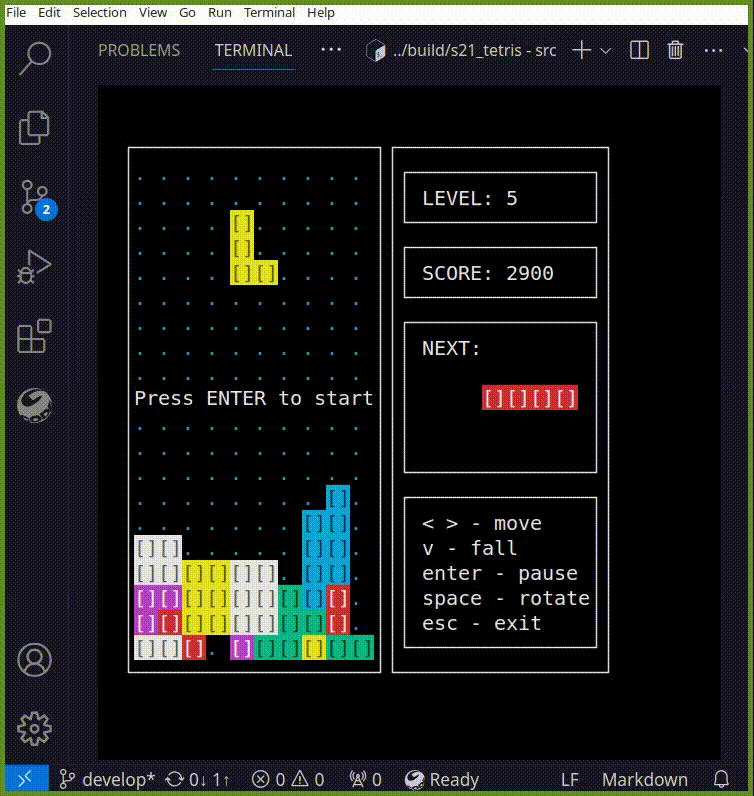 File Edit Selection View Go Run Terminal Help
PROBLEMS TERMINAL ··· ../build/s21_tetris - src ···
LEVEL: 5
SCORE: 2900
NEXT:
[][][][]
Press ENTER to start
[]
[]
[][]
< > - move
v - fall
enter - pause
space - rotate
esc - exit
[]
[][]
[][] [][]
[][][][][][] [][]
[][][][][][][][][]
[][][][][][][][][]
[][][] [][][][][][]
2
develop* 0↓ 1↑ 0 0 0 Ready LF Markdown